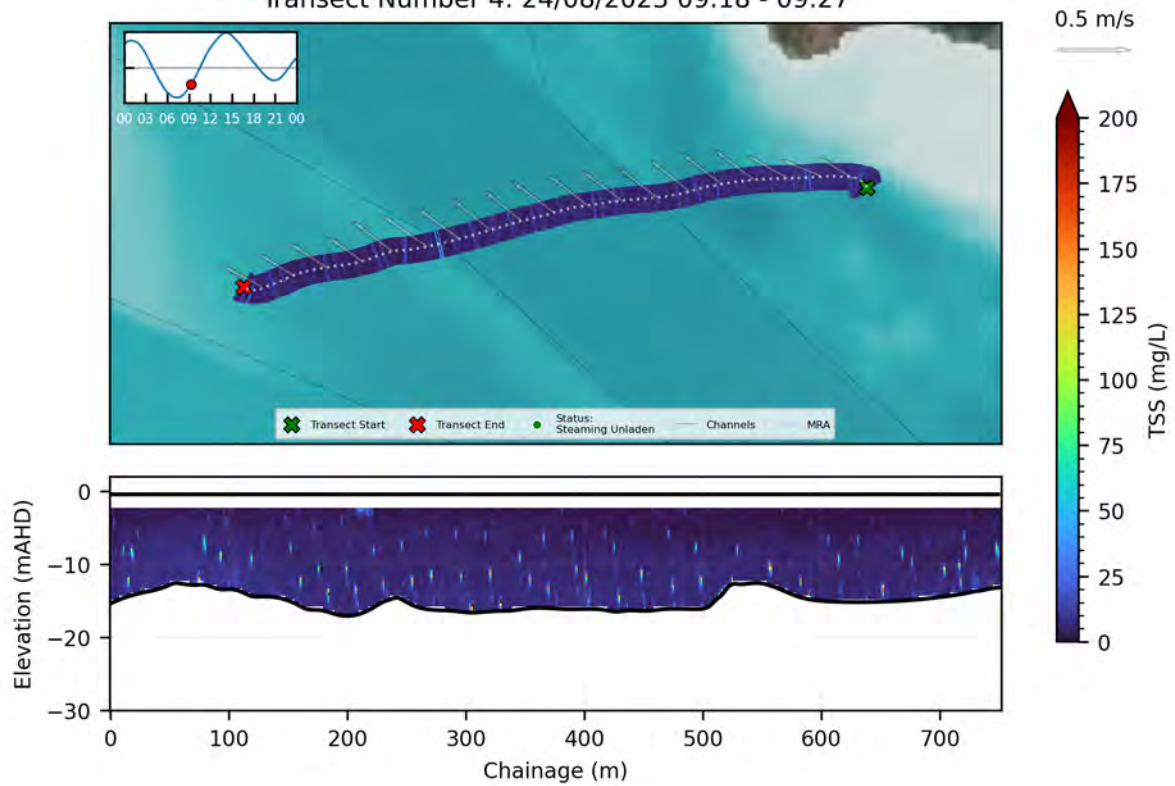 Transect Number 4: 24/08/2023 09:18 - 09:27
0.5 m/s
00 03 06 09 12 15 18 21 00
Transect Start
Transect End
Status:
Steaming Unladen
Channels
MRA
200
175
150
125
100
75
50
25
0
TSS (mg/L)
Elevation (mAHD)
0
−10
−20
−30
0 100 200 300 400 500 600 700
Chainage (m)